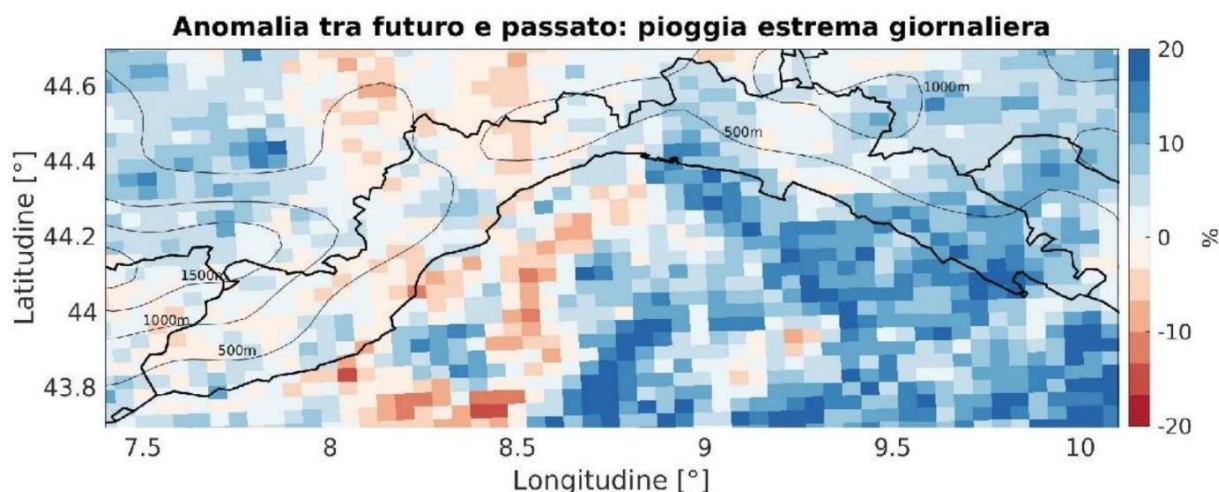 Anomalia tra futuro e passato: pioggia estrema giornaliera
44.6
44.4
44.2
44
43.8
Latitudine [°]
1000m
500m
1500m
1000m
500m
7.5
8
8.5
9
9.5
10
Longitudine [°]
20
10
0
-10
-20
%